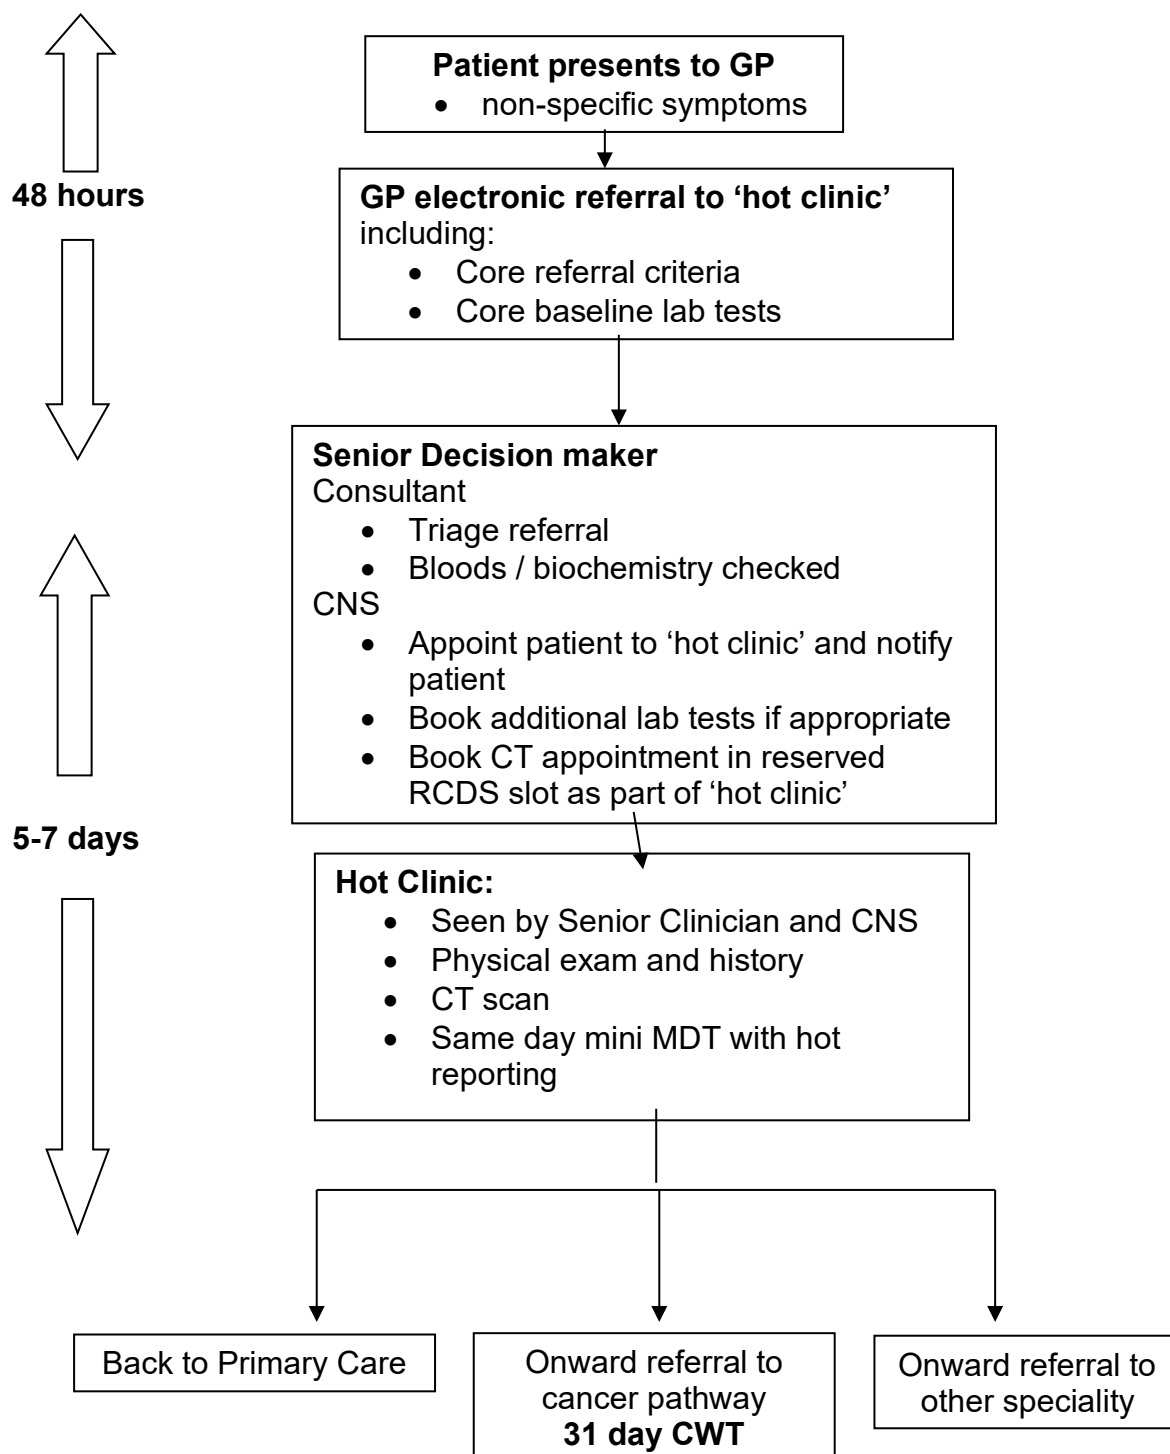 Patient presents to GP
• non-specific symptoms
48 hours
GP electronic referral to ‘hot clinic’
including:
• Core referral criteria
• Core baseline lab tests
Senior Decision maker
Consultant
• Triage referral
• Bloods / biochemistry checked
CNS
• Appoint patient to ‘hot clinic’ and notify
patient
• Book additional lab tests if appropriate
• Book CT appointment in reserved
RCDS slot as part of ‘hot clinic’
5-7 days
Hot Clinic:
• Seen by Senior Clinician and CNS
• Physical exam and history
• CT scan
• Same day mini MDT with hot
reporting
Back to Primary Care
Onward referral to
cancer pathway
31 day CWT
Onward referral to
other speciality